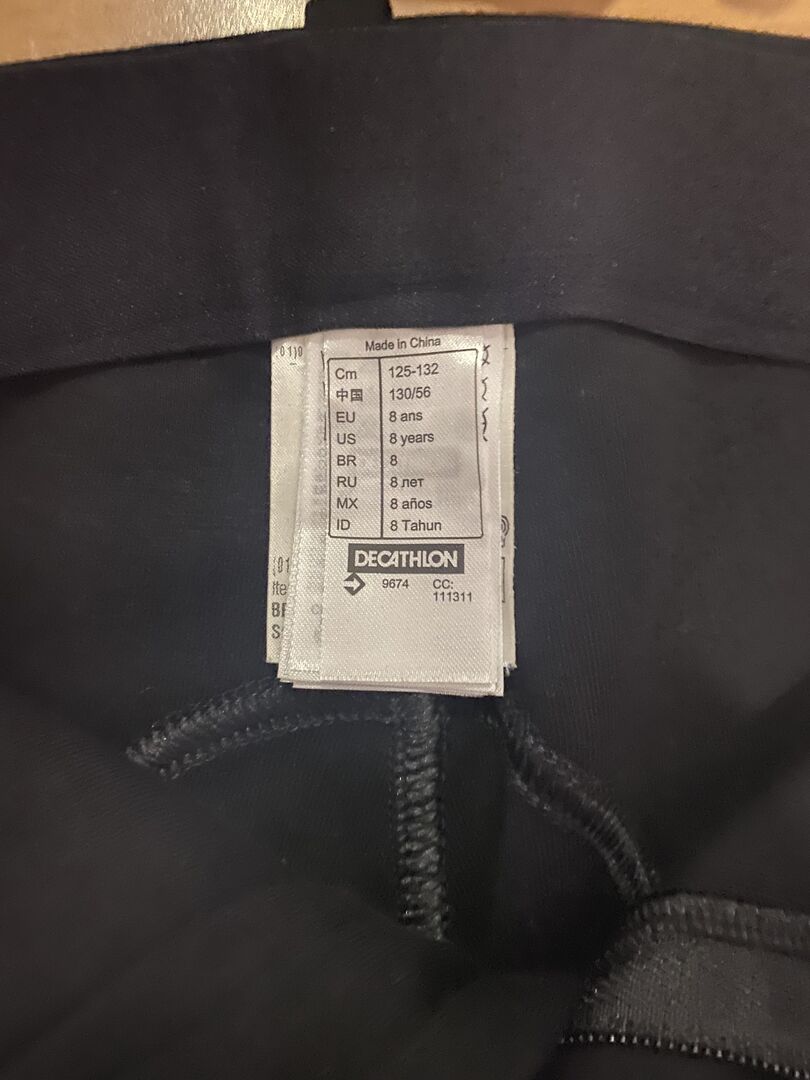 Made in China
Cm 125-132
中国 130/56
EU 8 ans
US 8 years
BR 8
RU 8 лет
MX 8 años
ID 8 Tahun
DECATHLON
9674 CC:
111311